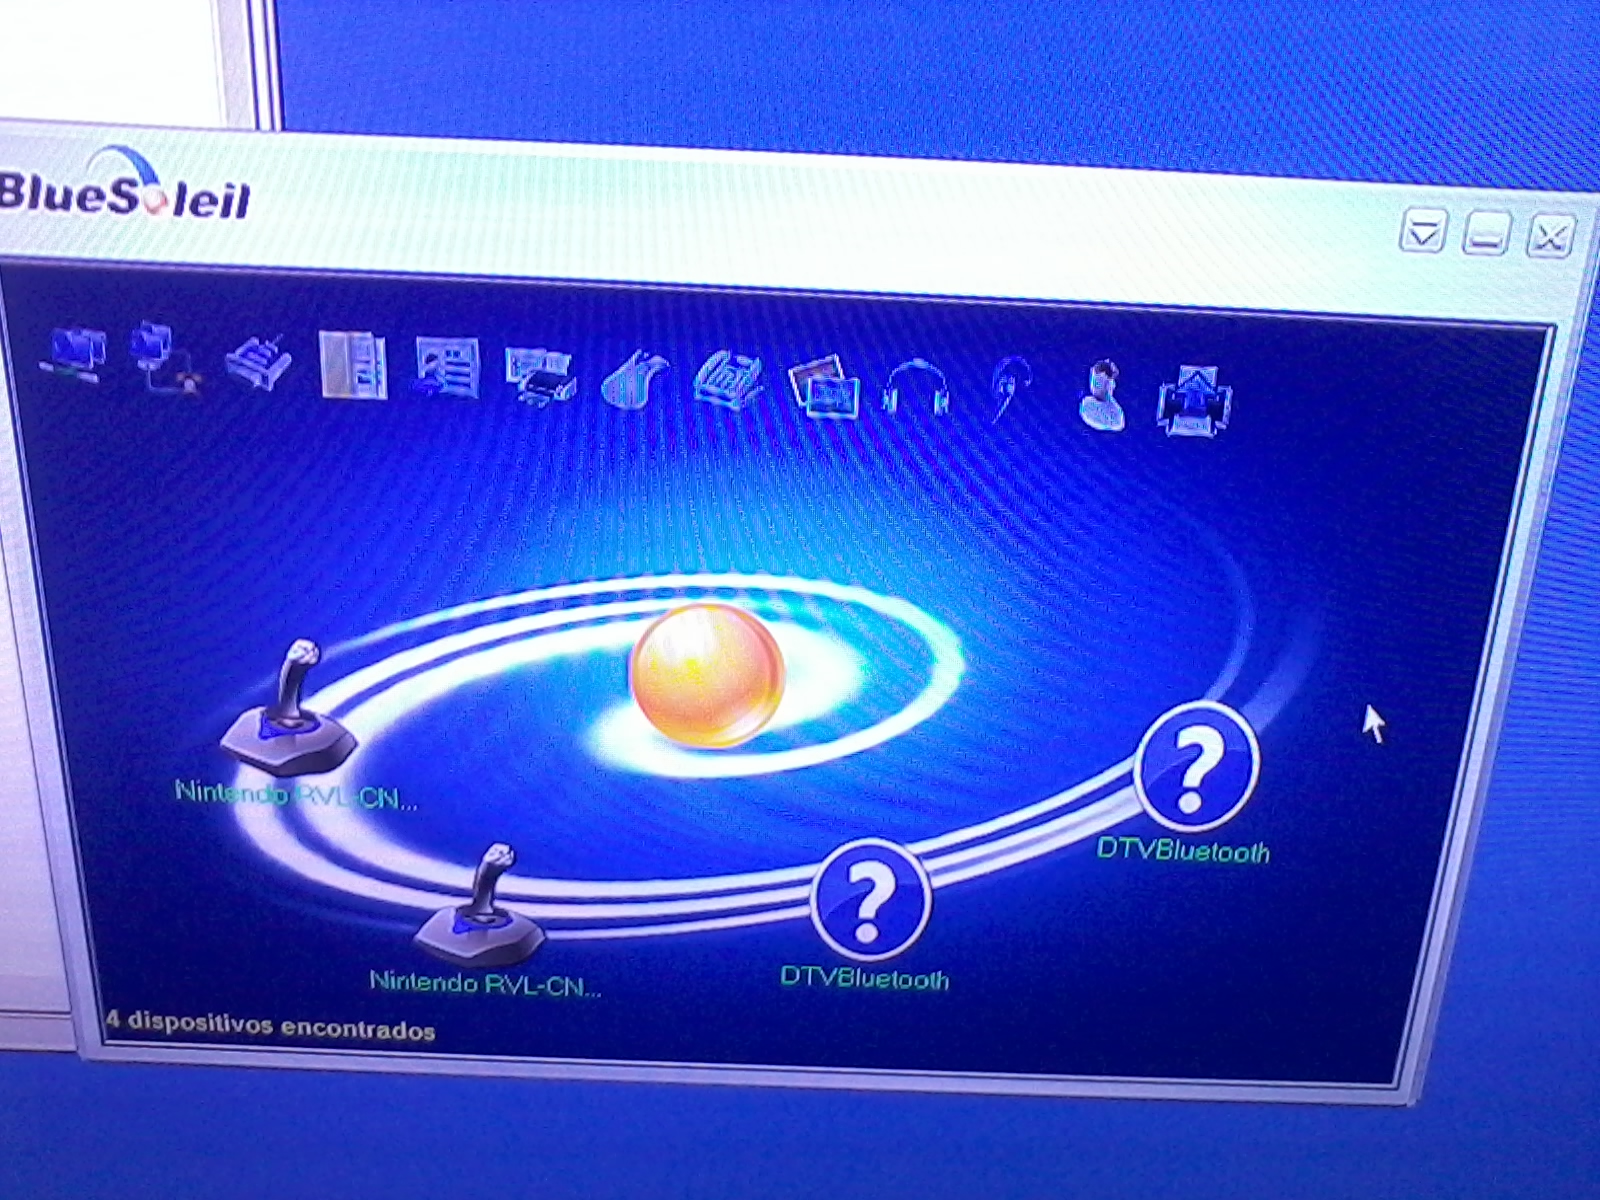 BlueSoleil
Nintendo RVL-CN...
DTVBluetooth
Nintendo RVL-CN...
DTVBluetooth
4 dispositivos encontrados